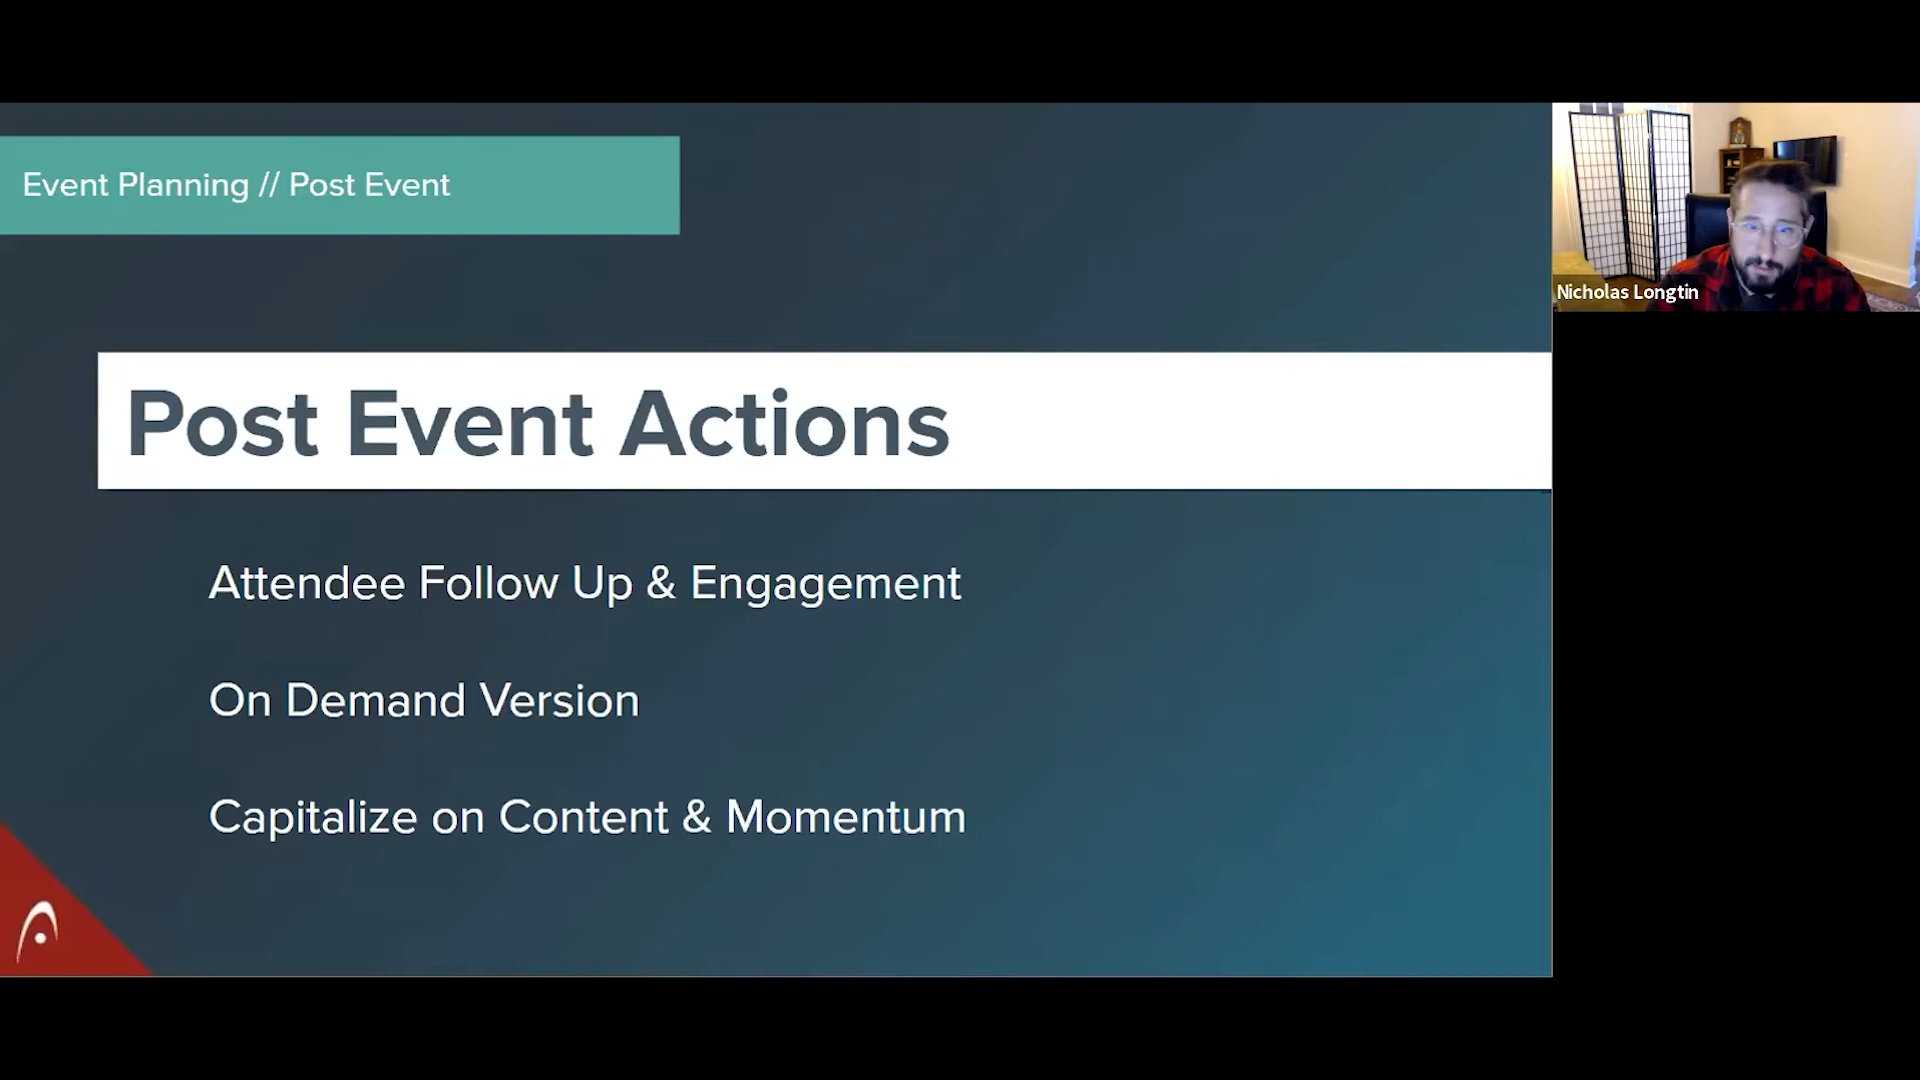 Event Planning // Post Event
Nicholas Longtin
Post Event Actions
Attendee Follow Up & Engagement
On Demand Version
Capitalize on Content & Momentum